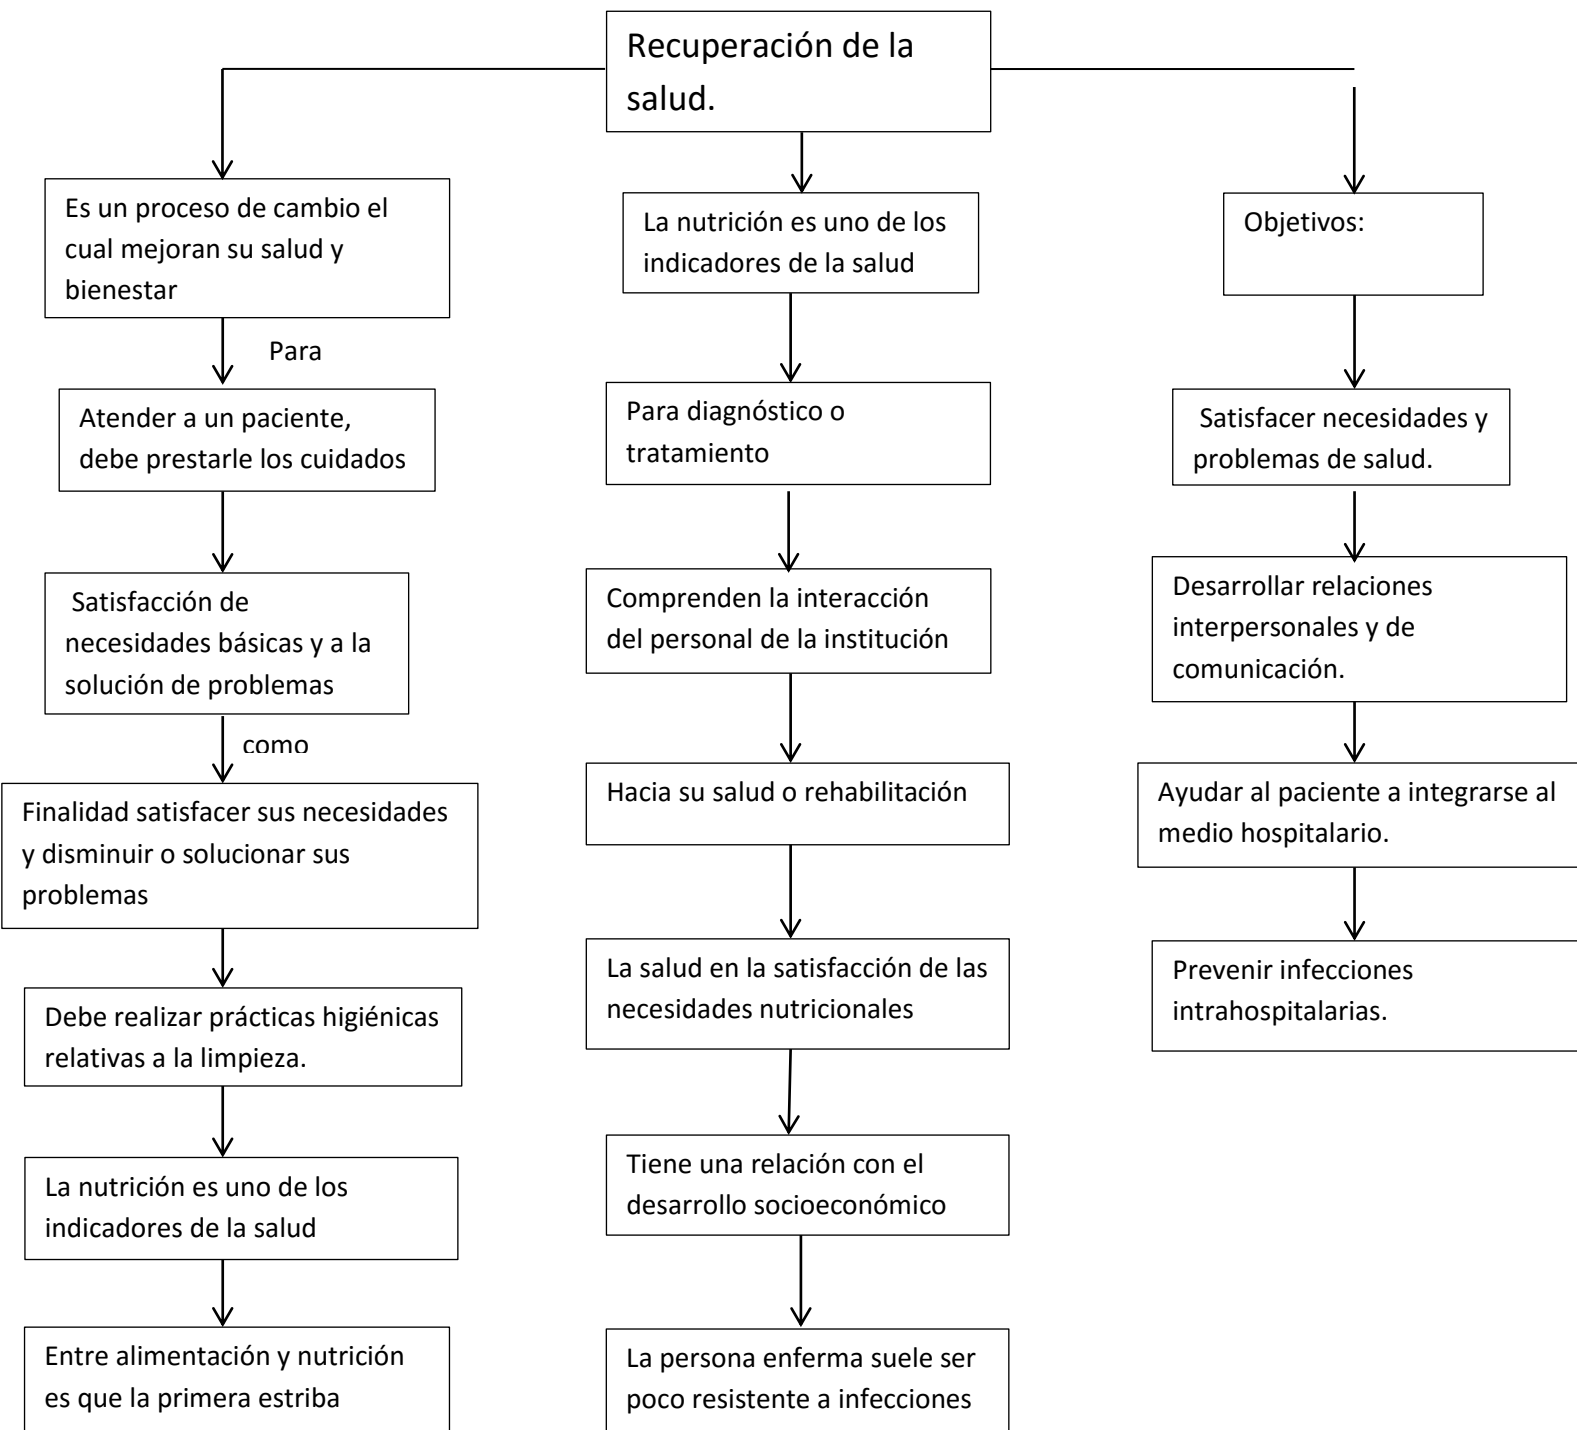 Recuperación de la
salud.
Es un proceso de cambio el
cual mejoran su salud y
bienestar
Para
Atender a un paciente,
debe prestarle los cuidados
Satisfacción de
necesidades básicas y a la
solución de problemas
como
Finalidad satisfacer sus necesidades
y disminuir o solucionar sus
problemas
Debe realizar prácticas higiénicas
relativas a la limpieza.
La nutrición es uno de los
indicadores de la salud
Entre alimentación y nutrición
es que la primera estriba
La nutrición es uno de los
indicadores de la salud
Para diagnóstico o
tratamiento
Comprenden la interacción
del personal de la institución
Hacia su salud o rehabilitación
La salud en la satisfacción de las
necesidades nutricionales
Tiene una relación con el
desarrollo socioeconómico
La persona enferma suele ser
poco resistente a infecciones
Objetivos:
Satisfacer necesidades y
problemas de salud.
Desarrollar relaciones
interpersonales y de
comunicación.
Ayudar al paciente a integrarse al
medio hospitalario.
Prevenir infecciones
intrahospitalarias.